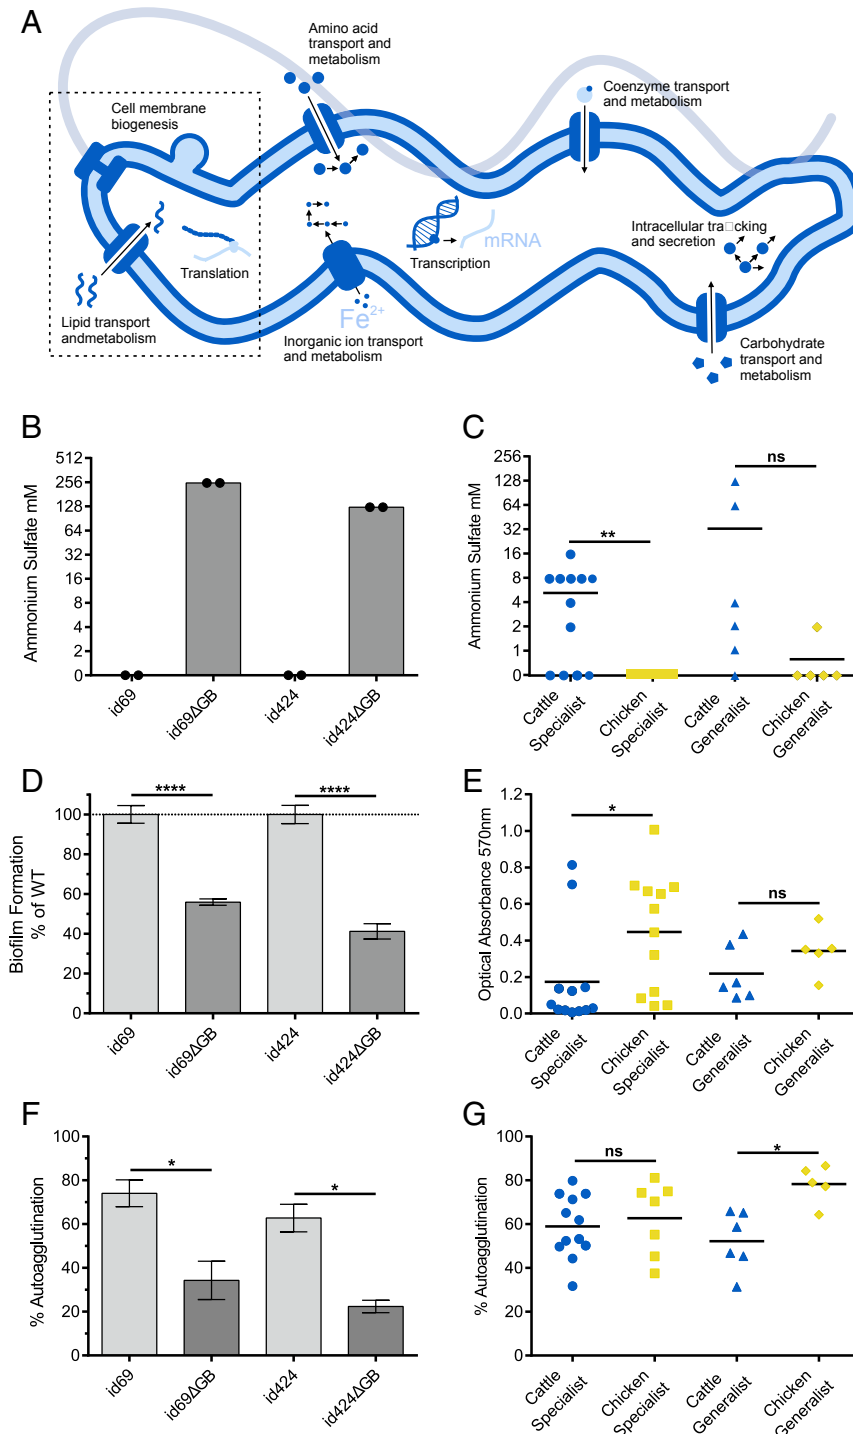 A
Amino acid
transport and
metabolism
Coenzyme transport
and metabolism
Cell membrane
biogenesis
Translation
mRNA
Transcription
Intracellular tra□cking
and secretion
Lipid transport
andmetabolism
Fe2+
Inorganic ion transport
and metabolism
Carbohydrate
transport and
metabolism
B
Ammonium Sulfate mM
512
256
128
64
32
16
8
4
2
0
id69
id69ΔGB
id424
id424ΔGB
C
Ammonium Sulfate mM
256
128
64
32
16
8
4
2
1
0
**
ns
Cattle
Specialist
Chicken
Specialist
Cattle
Generalist
Chicken
Generalist
D
Biofilm Formation
% of WT
100
80
60
40
20
0
****
****
id69
id69ΔGB
id424
id424ΔGB
E
Optical Absorbance 570nm
1.2
1.0
0.8
0.6
0.4
0.2
0.0
*
ns
Cattle
Specialist
Chicken
Specialist
Cattle
Generalist
Chicken
Generalist
F
% Autoagglutination
100
80
60
40
20
0
*
*
id69
id69ΔGB
id424
id424ΔGB
G
% Autoagglutination
100
80
60
40
20
0
ns
*
Cattle
Specialist
Chicken
Specialist
Cattle
Generalist
Chicken
Generalist